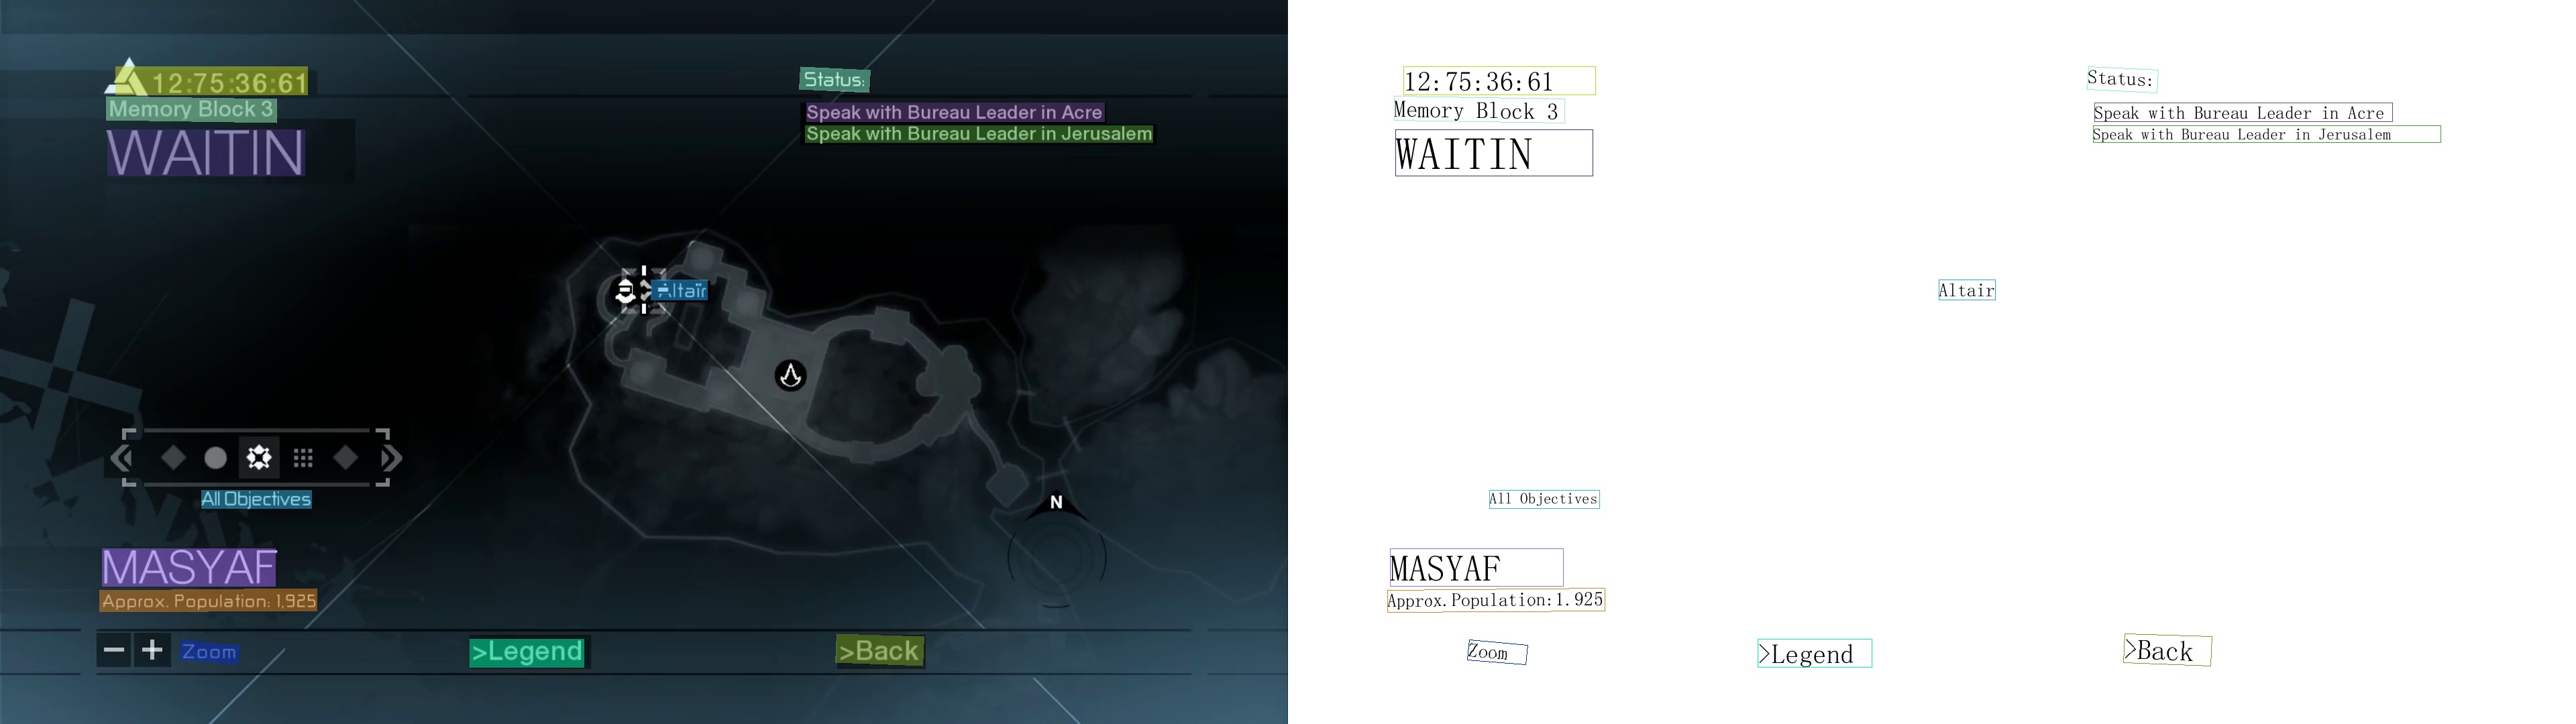 12:75:36:61
Memory Block 3
WAITIN
Status:
Speak with Bureau Leader in Acre
Speak with Bureau Leader in Jerusalem
Altaïr
N
All Objectives
MASYAF
Approx. Population: 1,925
Zoom
>Legend
>Back
12:75:36:61
Memory Block 3
WAITIN
Status:
Speak with Bureau Leader in Acre
Speak with Bureau Leader in Jerusalem
Altair
All Objectives
MASYAF
Approx.Population:1.925
Zoom
>Legend
>Back